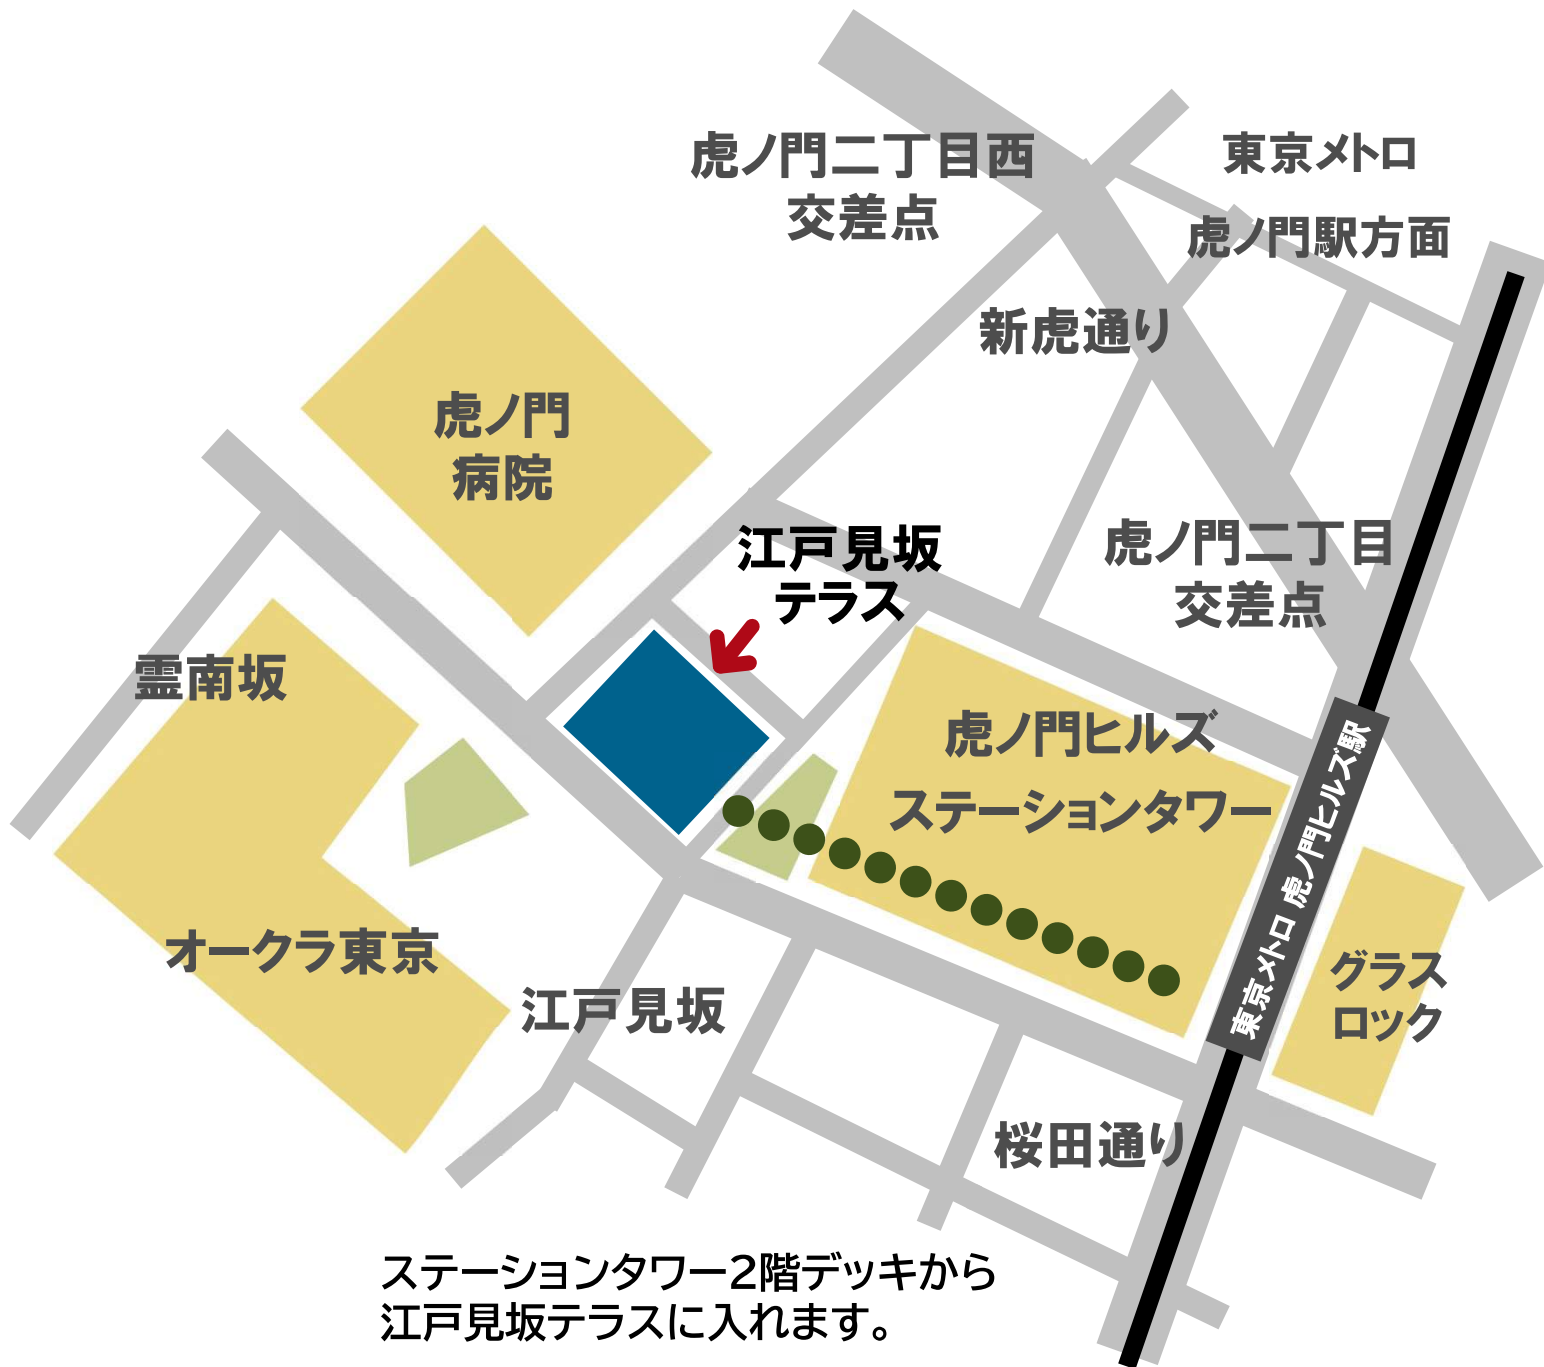 虎ノ門二丁目西
交差点
東京メトロ
虎ノ門駅方面
新虎通り
虎ノ門
病院
江戸見坂
テラス
虎ノ門二丁目
交差点
霊南坂
虎ノ門ヒルズ
ステーションタワー
東京メトロ 虎ノ門ヒルズ駅
オークラ東京
グラス
ロック
江戸見坂
桜田通り
ステーションタワー2階デッキから
江戸見坂テラスに入れます。